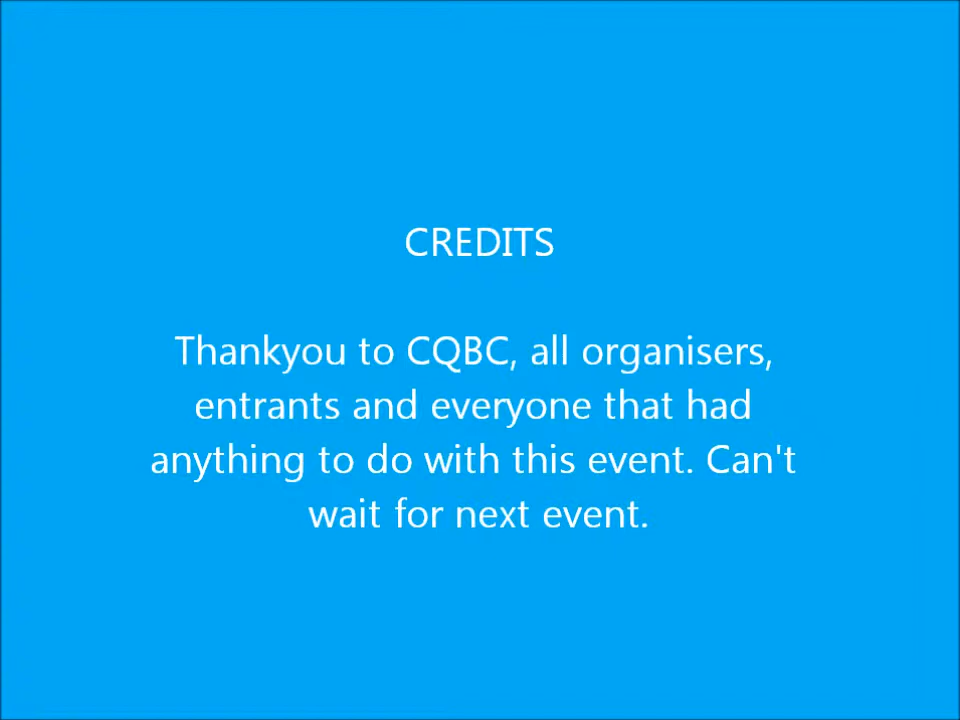 CREDITS
Thankyou to CQBC, all organisers,
entrants and everyone that had
anything to do with this event. Can't
wait for next event.